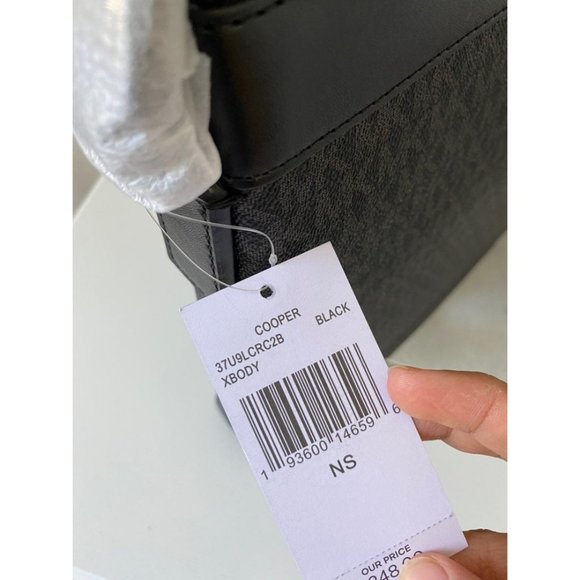 COOPER
37U9LCRC2B BLACK
XBODY
1 93600 14659 6
NS
OUR PRICE